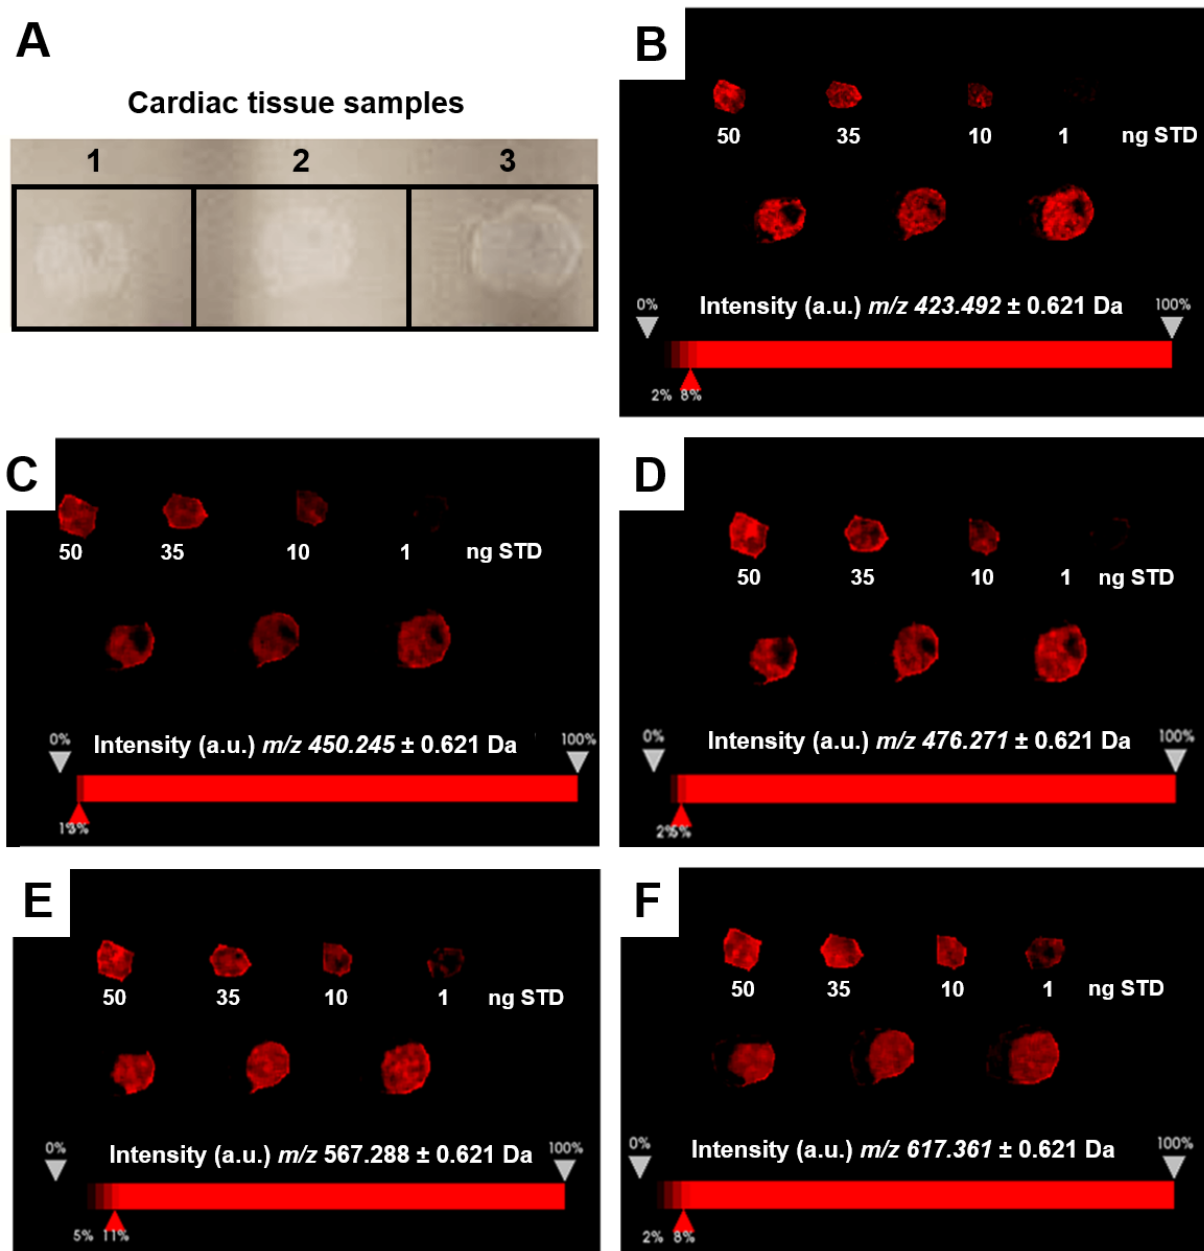 A
Cardiac tissue samples
1 2 3
B
50 35 10 1 ng STD
0% Intensity (a.u.) m/z 423.492 ± 0.621 Da 100%
2% 8%
C
50 35 10 1 ng STD
0% Intensity (a.u.) m/z 450.245 ± 0.621 Da 100%
3%
D
50 35 10 1 ng STD
0% Intensity (a.u.) m/z 476.271 ± 0.621 Da 100%
2% 5%
E
50 35 10 1 ng STD
0% Intensity (a.u.) m/z 567.288 ± 0.621 Da 100%
5% 11%
F
50 35 10 1 ng STD
0% Intensity (a.u.) m/z 617.361 ± 0.621 Da 100%
2% 8%